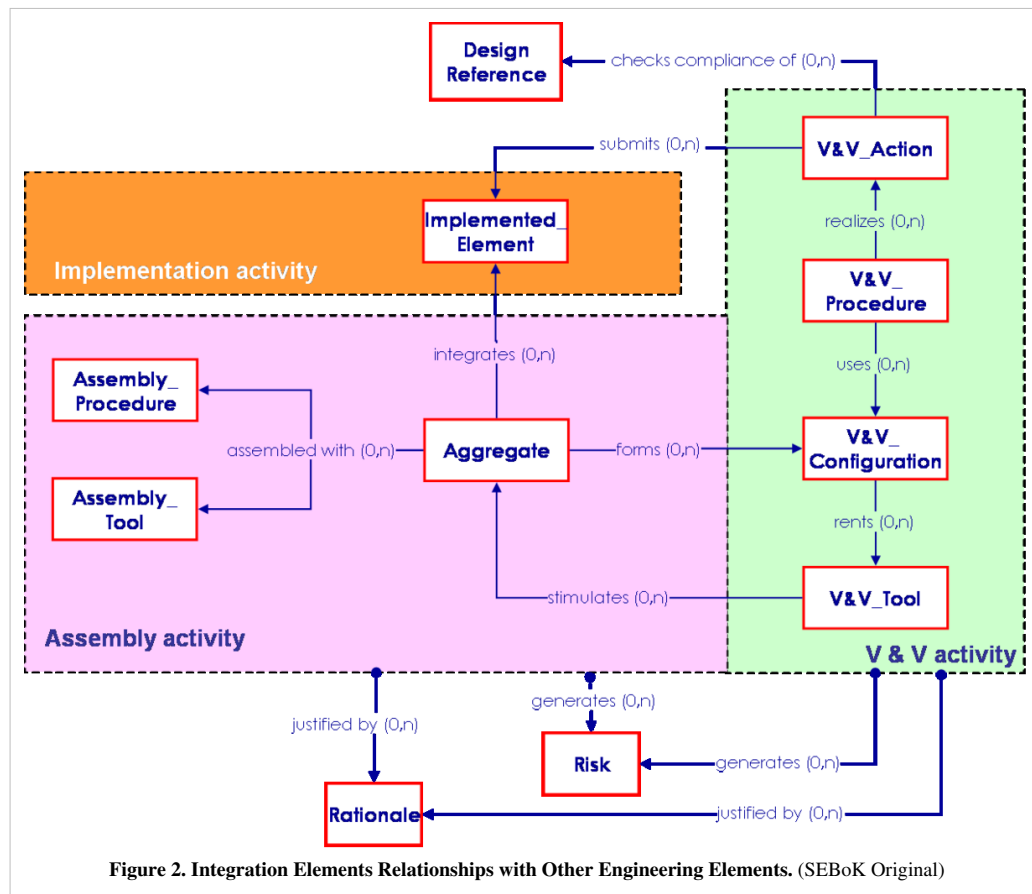 Design
Reference
checks compliance of (0,n)
submits (0,n)
V&V_Action
Implemented_
Element
realizes (0,n)
Implementation activity
V&V_
Procedure
integrates (0,n)
uses (0,n)
Assembly_
Procedure
assembled with (0,n)
Aggregate
forms (0,n)
V&V_
Configuration
Assembly_
Tool
rents (0,n)
stimulates (0,n)
V&V_Tool
Assembly activity
V & V activity
justified by (0,n)
generates (0,n)
Risk
generates (0,n)
Rationale
justified by (0,n)
Figure 2. Integration Elements Relationships with Other Engineering Elements. (SEBoK Original)